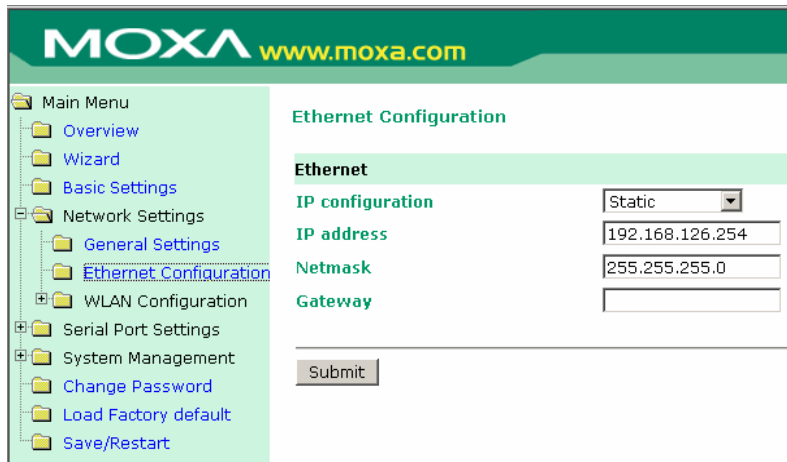 MOXA www.moxa.com
Main Menu
Overview
Wizard
Basic Settings
Network Settings
General Settings
Ethernet Configuration
WLAN Configuration
Serial Port Settings
System Management
Change Password
Load Factory default
Save/Restart
Ethernet Configuration
Ethernet
IP configuration Static
IP address 192.168.126.254
Netmask 255.255.255.0
Gateway
Submit